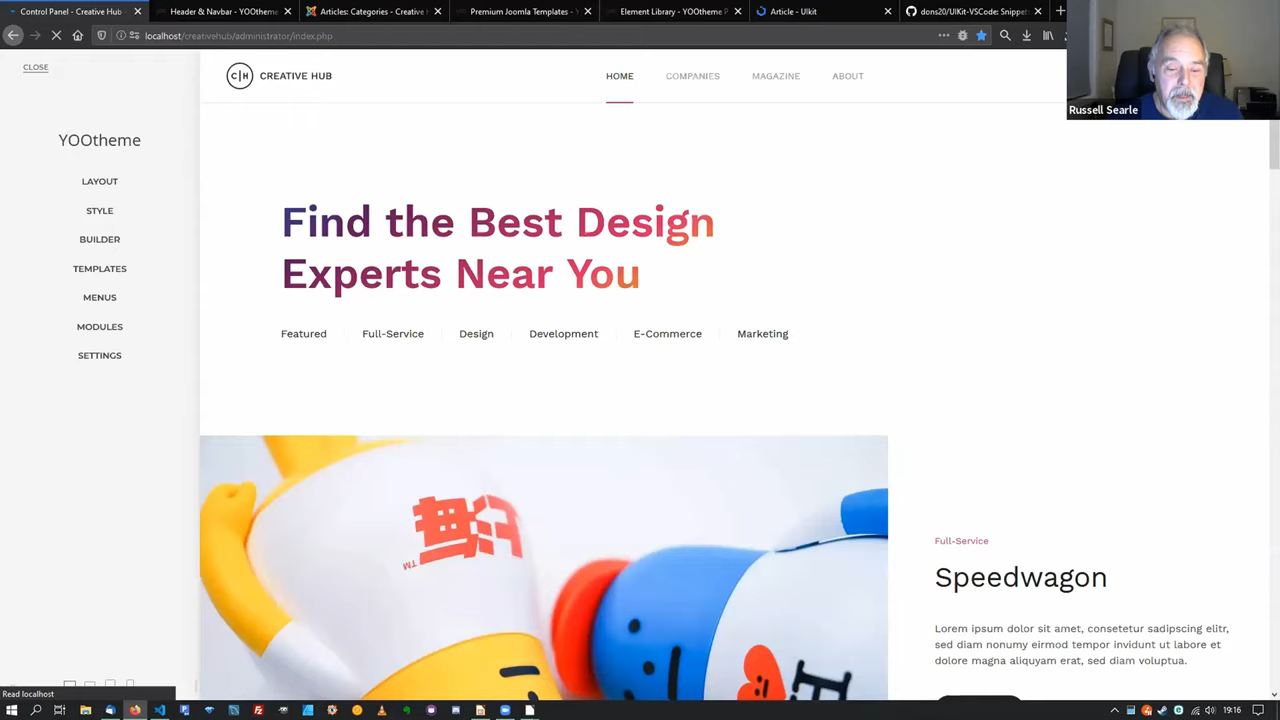 Control Panel - Creative Hub
Header & Navbar - YOOtheme
Articles: Categories - Creative H
Premium Joomla Templates - Y
Element Library - YOOtheme P
Article - UIkit
dons20/UIKit-VSCode: Snippets
localhost/creativehub/administrator/index.php
CLOSE
YOOtheme
LAYOUT
STYLE
BUILDER
TEMPLATES
MENUS
MODULES
SETTINGS
C|H CREATIVE HUB
HOME
COMPANIES
MAGAZINE
ABOUT
Russell Searle
Find the Best Design
Experts Near You
Featured
Full-Service
Design
Development
E-Commerce
Marketing
無汗
TM
Full-Service
Speedwagon
Lorem ipsum dolor sit amet, consetetur sadipscing elitr,
sed diam nonumy eirmod tempor invidunt ut labore et
dolore magna aliquyam erat, sed diam voluptua.
Read localhost
19:16